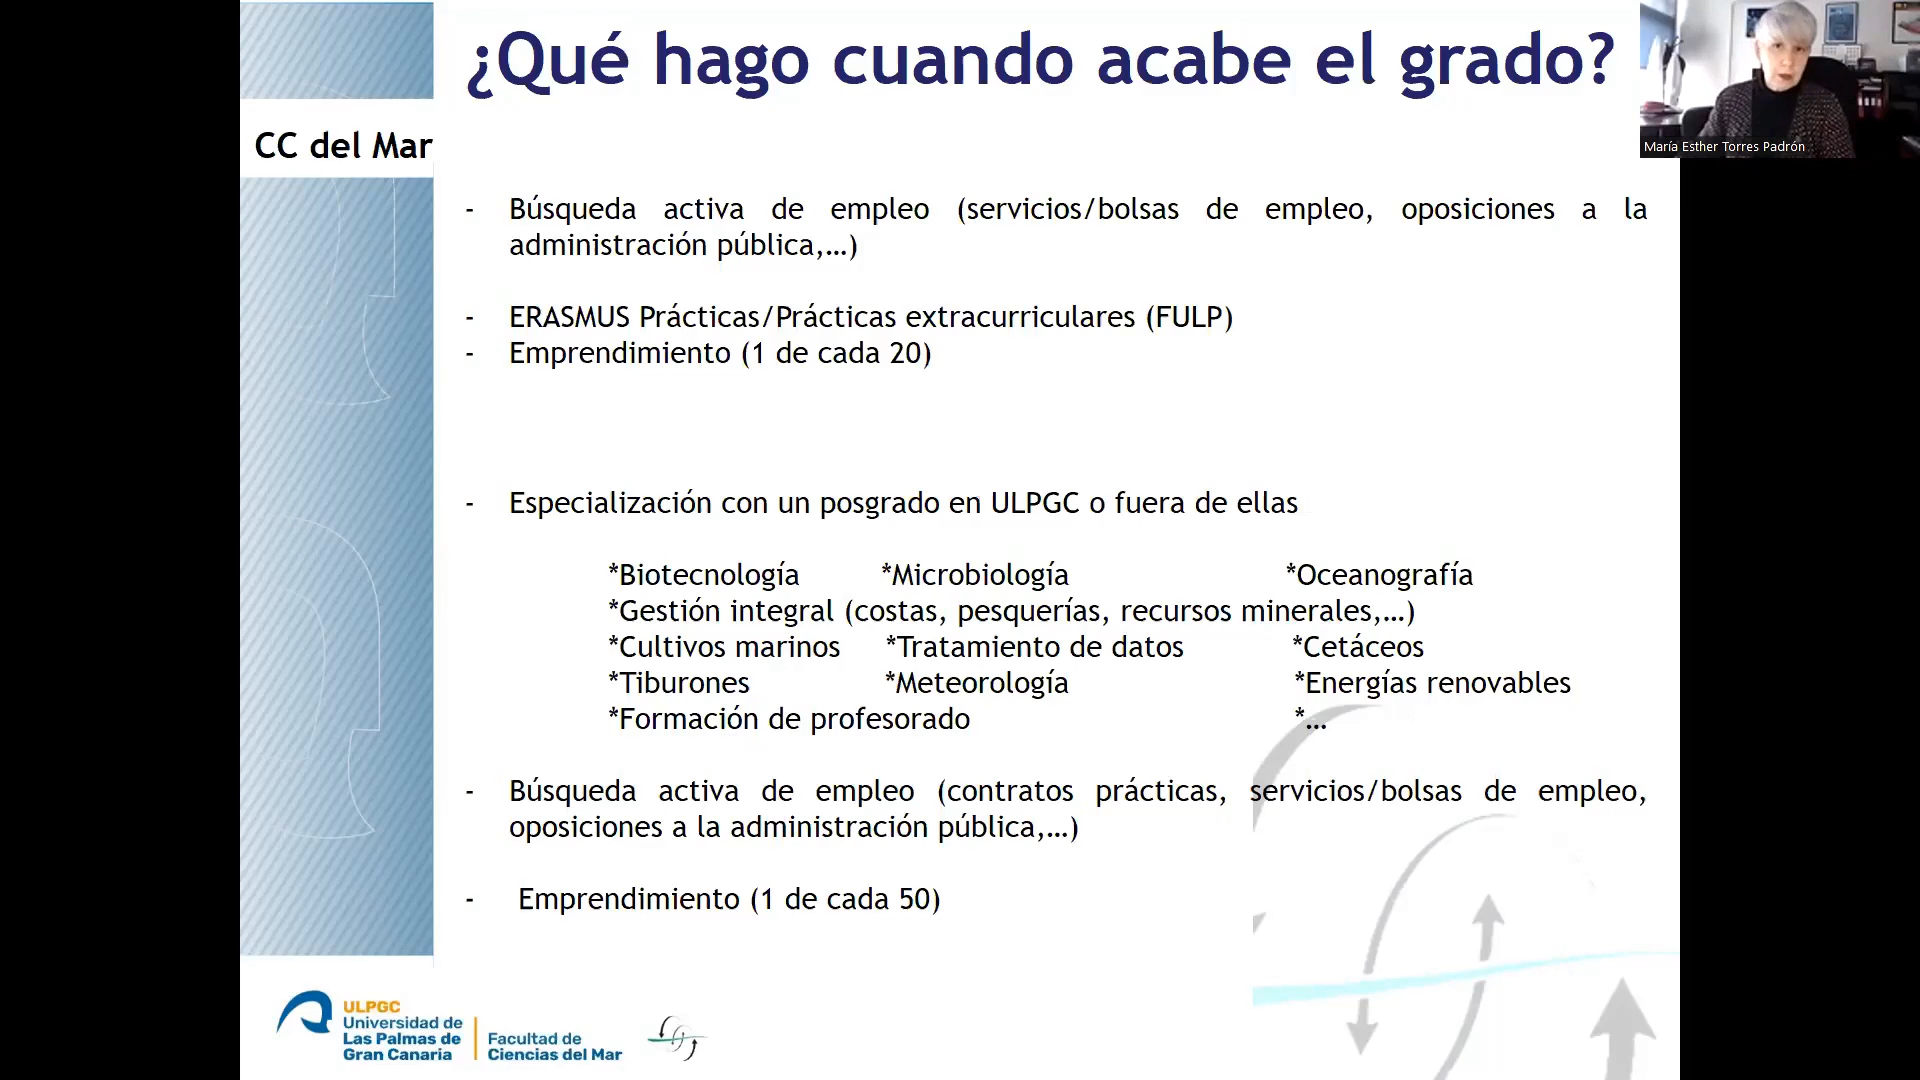 ¿Qué hago cuando acabe el grado?
María Esther Torres Padrón
CC del Mar
- Búsqueda activa de empleo (servicios/bolsas de empleo, oposiciones a la
administración pública,…)
- ERASMUS Prácticas/Prácticas extracurriculares (FULP)
- Emprendimiento (1 de cada 20)
- Especialización con un posgrado en ULPGC o fuera de ellas
*Biotecnología *Microbiología *Oceanografía
*Gestión integral (costas, pesquerías, recursos minerales,…)
*Cultivos marinos *Tratamiento de datos *Cetáceos
*Tiburones *Meteorología *Energías renovables
*Formación de profesorado *…
- Búsqueda activa de empleo (contratos prácticas, servicios/bolsas de empleo,
oposiciones a la administración pública,…)
- Emprendimiento (1 de cada 50)
ULPGC
Universidad de
Las Palmas de
Gran Canaria
Facultad de
Ciencias del Mar